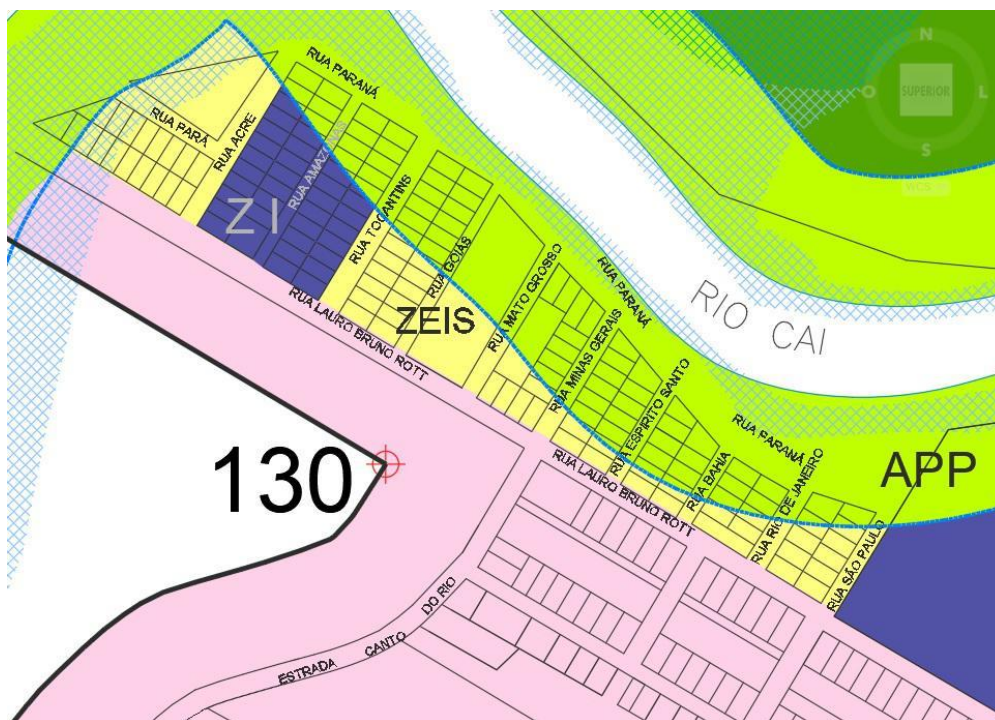 N
O
SUPERIOR
L
S
WCS
RUA PARANÁ
RUA PARÁ
RUA ACRE
RUA AMAZONAS
Z I
RUA TOCANTINS
RUA GOIÁS
RUA MATO GROSSO
RUA PARANÁ
RIO CAI
RUA LAURO BRUNO ROTT
ZEIS
RUA MINAS GERAIS
RUA ESPIRITO SANTO
RUA PARANÁ
130
RUA LAURO BRUNO ROTT
RUA BAHIA
RUA RIO DE JANEIRO
APP
RUA SÃO PAULO
ESTRADA CANTO DO RIO